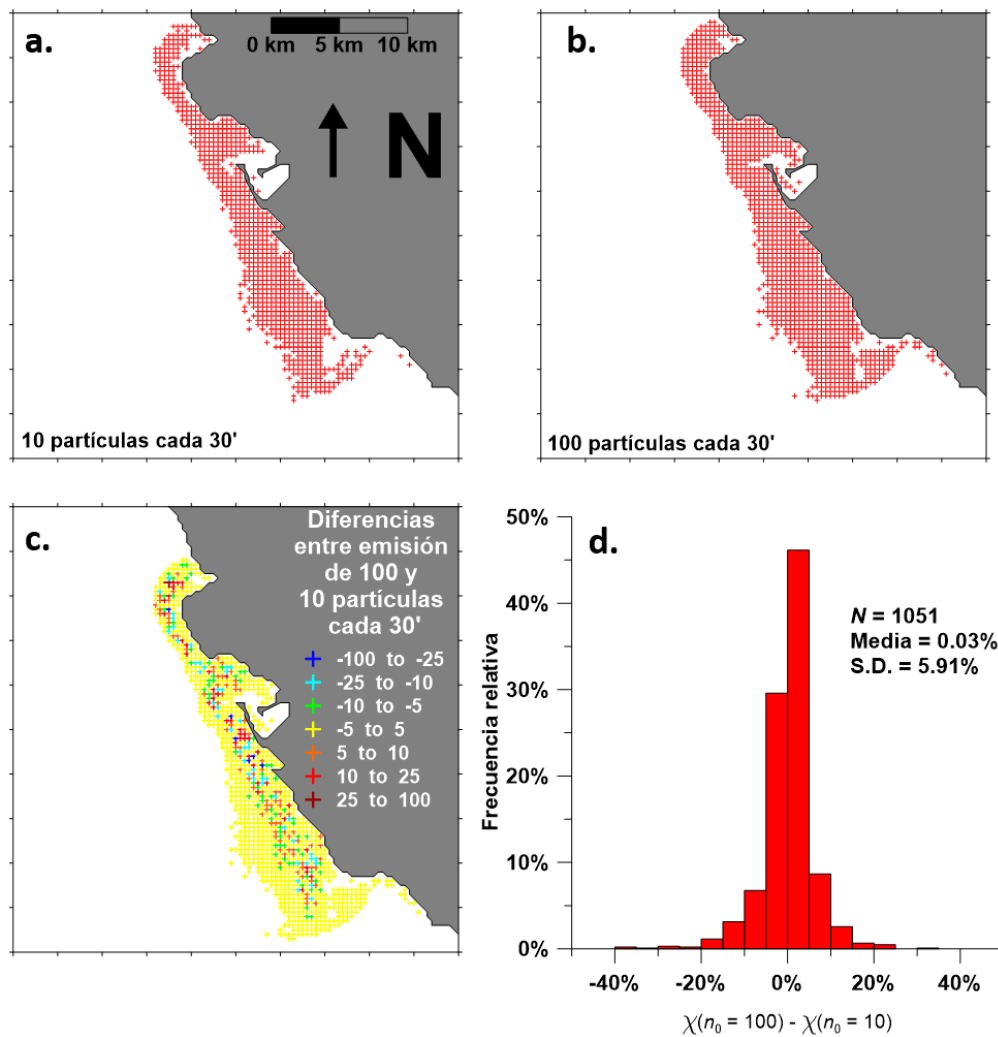 a.
0 km 5 km 10 km
N
10 partículas cada 30'
b.
100 partículas cada 30'
c.
Diferencias
entre emisión
de 100 y
10 partículas
cada 30'
-100 to -25
-25 to -10
-10 to -5
-5 to 5
5 to 10
10 to 25
25 to 100
d.
Frecuencia relativa
50%
40%
30%
20%
10%
0%
N = 1051
Media = 0.03%
S.D. = 5.91%
-40% -20% 0% 20% 40%
χ(n₀ = 100) - χ(n₀ = 10)